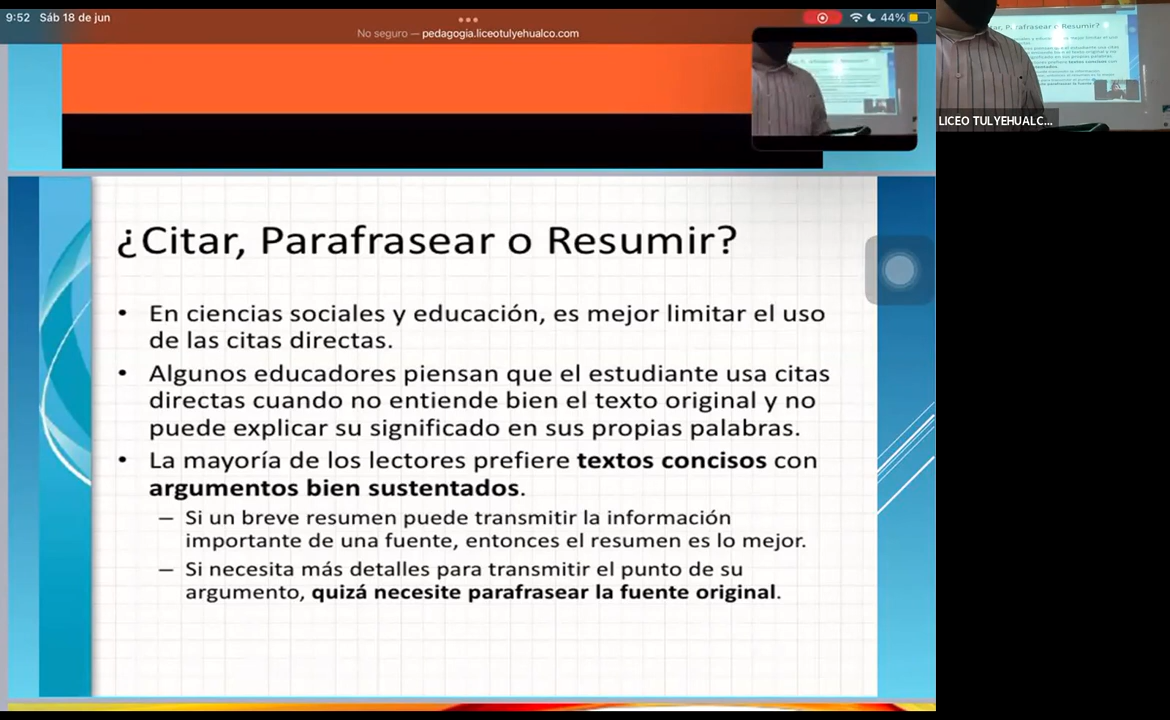 9:52 Sáb 18 de jun
44%
No seguro — pedagogia.liceotulyehualco.com
LICEO TULYEHUALC...
¿Citar, Parafrasear o Resumir?
• En ciencias sociales y educación, es mejor limitar el uso
de las citas directas.
• Algunos educadores piensan que el estudiante usa citas
directas cuando no entiende bien el texto original y no
puede explicar su significado en sus propias palabras.
• La mayoría de los lectores prefiere textos concisos con
argumentos bien sustentados.
– Si un breve resumen puede transmitir la información
importante de una fuente, entonces el resumen es lo mejor.
– Si necesita más detalles para transmitir el punto de su
argumento, quizá necesite parafrasear la fuente original.